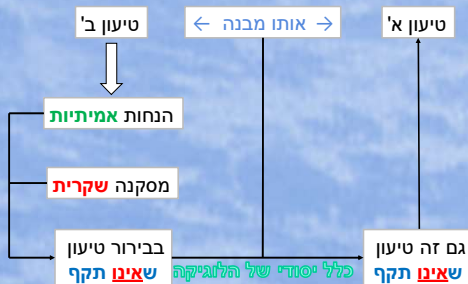 טיעון א'
← אותו מבנה →
טיעון ב'
הנחות אמיתיות
מסקנה שקרית
בבירור טיעון
שאינו תקף
כלל יסודי של הלוגיקה
גם זה טיעון
שאינו תקף